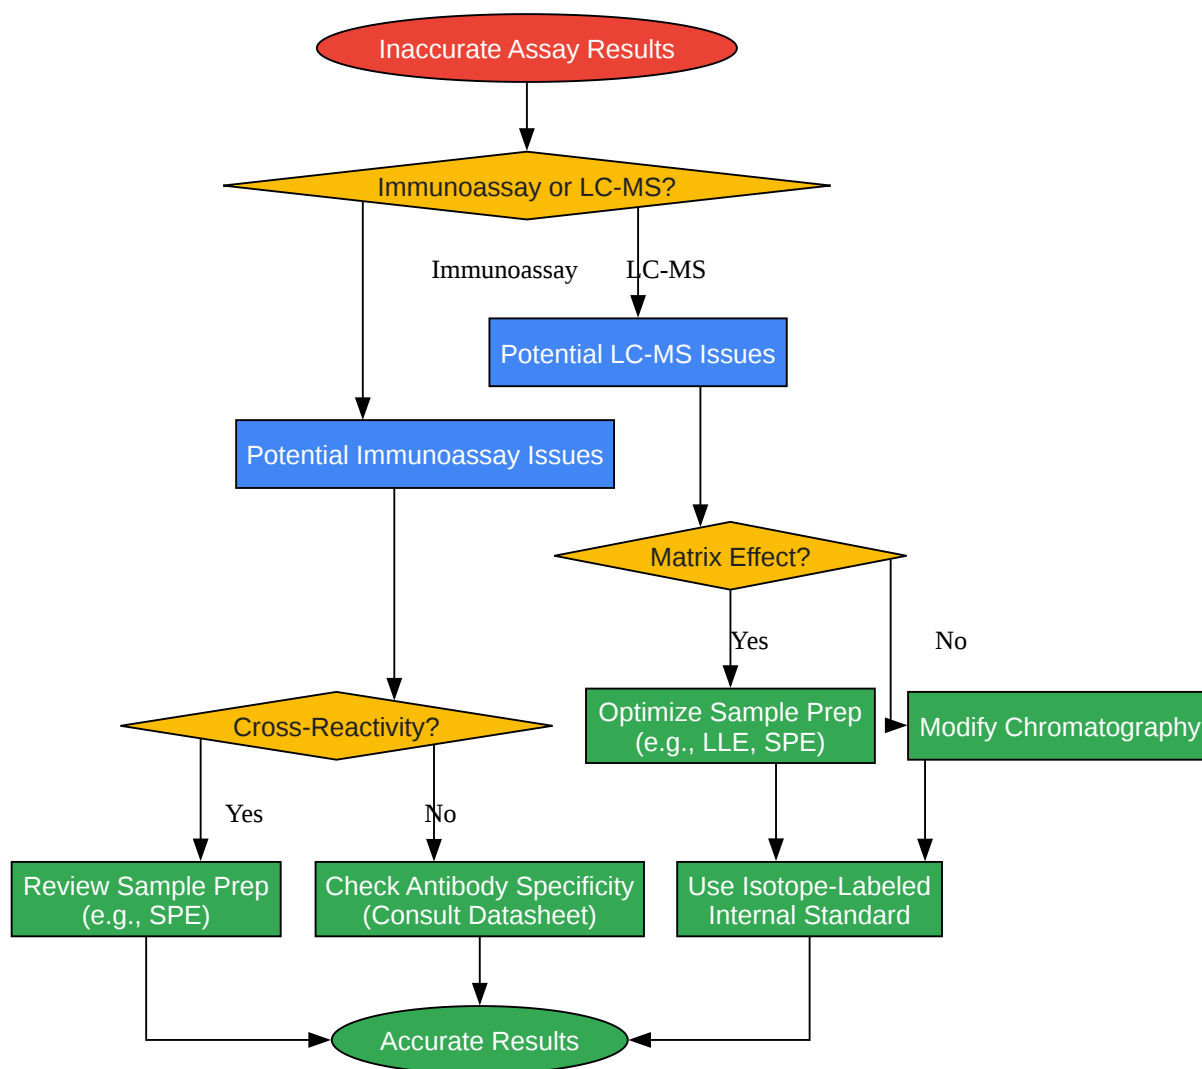 Inaccurate Assay Results
Immunoassay or LC-MS?
Immunoassay
LC-MS
Potential LC-MS Issues
Potential Immunoassay Issues
Matrix Effect?
Yes
No
Optimize Sample Prep
(e.g., LLE, SPE)
Modify Chromatography
Cross-Reactivity?
Yes
No
Review Sample Prep
(e.g., SPE)
Check Antibody Specificity
(Consult Datasheet)
Use Isotope-Labeled
Internal Standard
Accurate Results